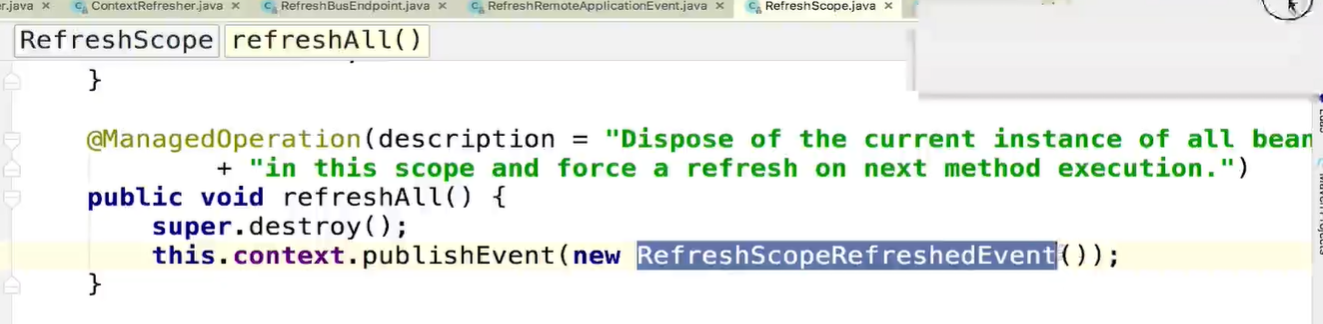 r.java × ContextRefresher.java × RefreshBusEndpoint.java × RefreshRemoteApplicationEvent.java × RefreshScope.java ×
RefreshScope refreshAll()
}
@ManagedOperation(description = "Dispose of the current instance of all bean
+ "in this scope and force a refresh on next method execution.")
public void refreshAll() {
super.destroy();
this.context.publishEvent(new RefreshScopeRefreshedEvent());
}